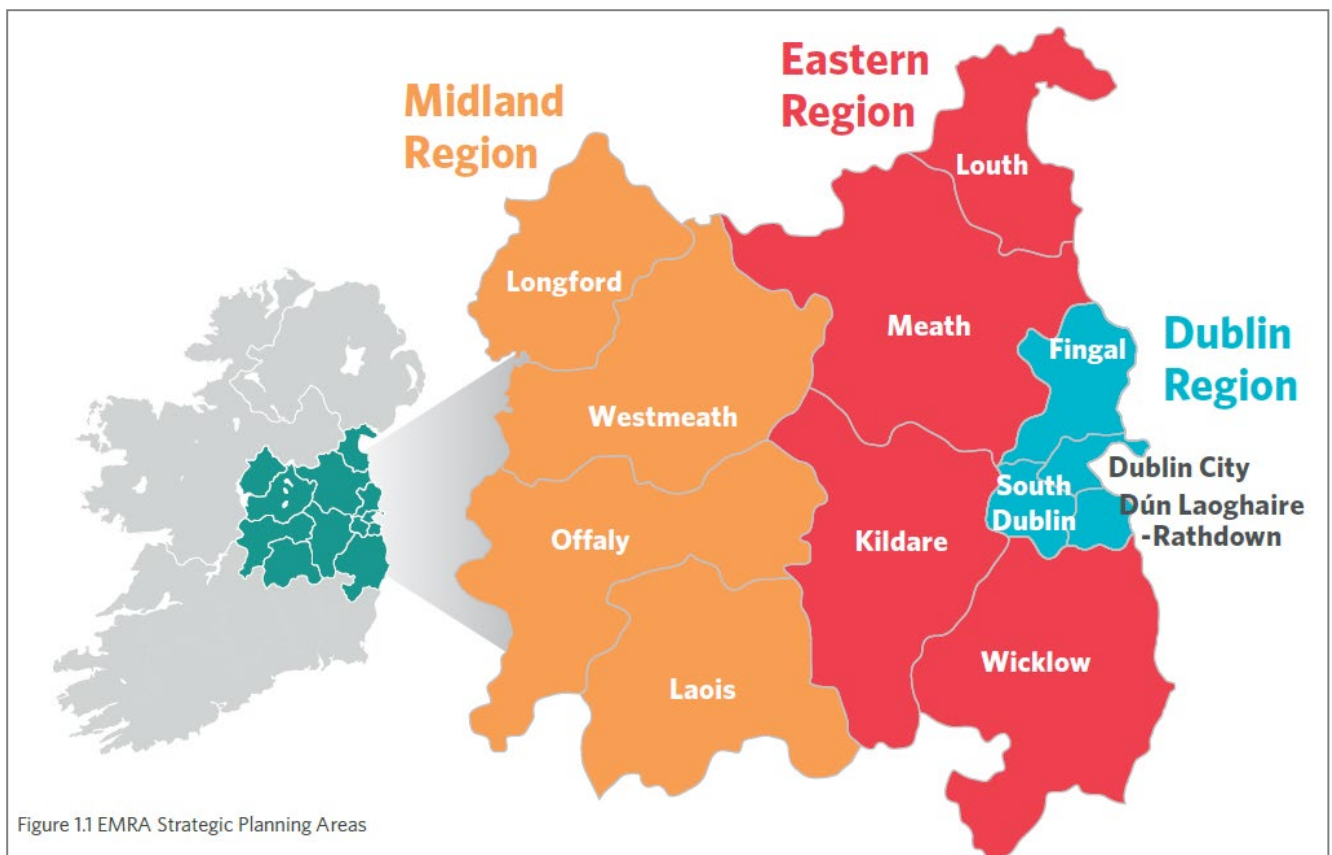 Midland
Region
Eastern
Region
Louth
Longford
Meath
Fingal
Dublin
Region
Westmeath
Dublin City
South
Dublin
Dún Laoghaire
-Rathdown
Offaly
Kildare
Wicklow
Laois
Figure 1.1 EMRA Strategic Planning Areas